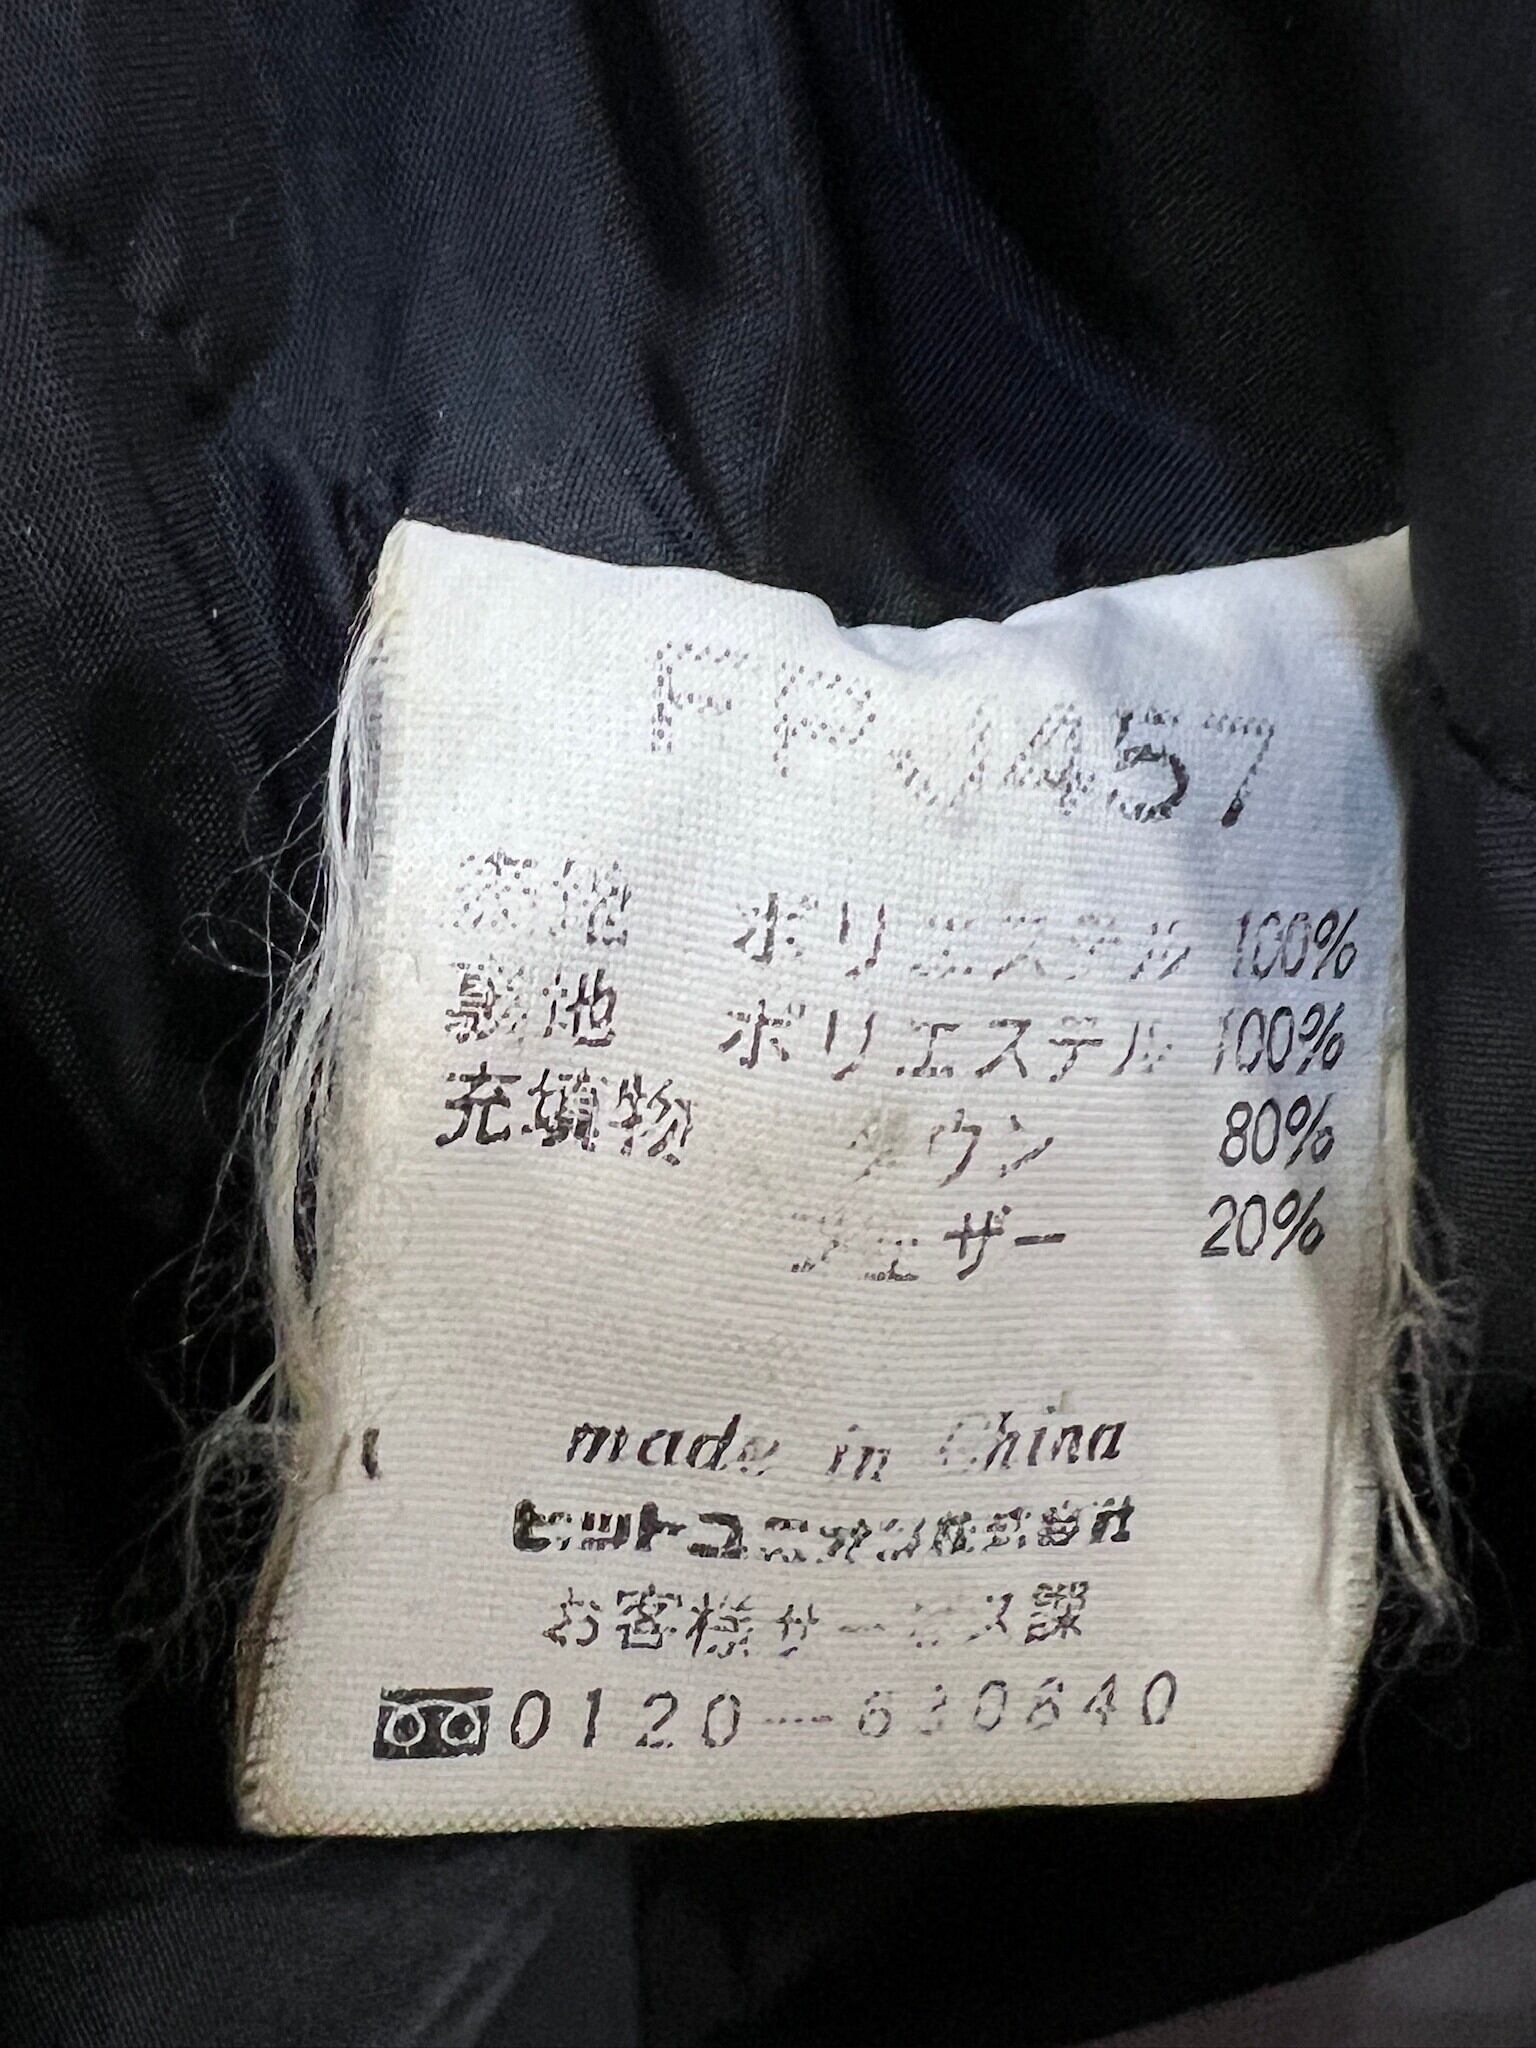 表地 ポリエステル 100%
裏地 ポリエステル 100%
充填物 ダウン 80%
フェザー 20%
made in China
お客様サービス課
0120